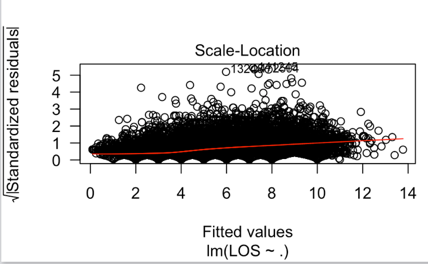 Scale-Location
√|Standardized residuals|
5
4
3
2
1
0
0 2 4 6 8 10 12 14
Fitted values
lm(LOS ~ .)